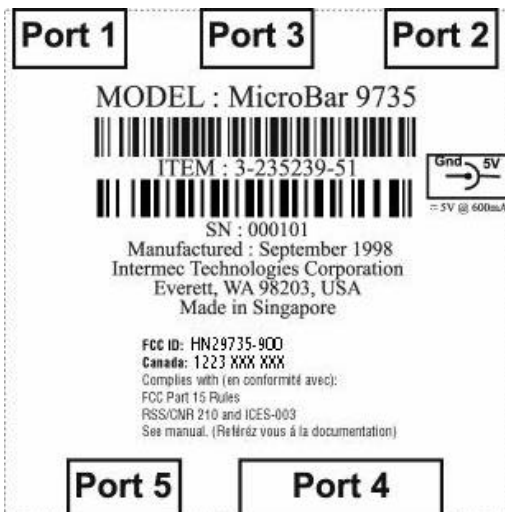 Port 1 Port 3 Port 2
MODEL : MicroBar 9735
ITEM : 3-235239-51
Gnd 5V
⎓ 5V @ 600mA
SN : 000101
Manufactured : September 1998
Intermec Technologies Corporation
Everett, WA 98203, USA
Made in Singapore
FCC ID: HN29735-900
Canada: 1223 XXX XXX
Complies with (en conformité avec):
FCC Part 15 Rules
RSS/CNR 210 and ICES-003
See manual. (Referéz vous á la documentation)
Port 5 Port 4